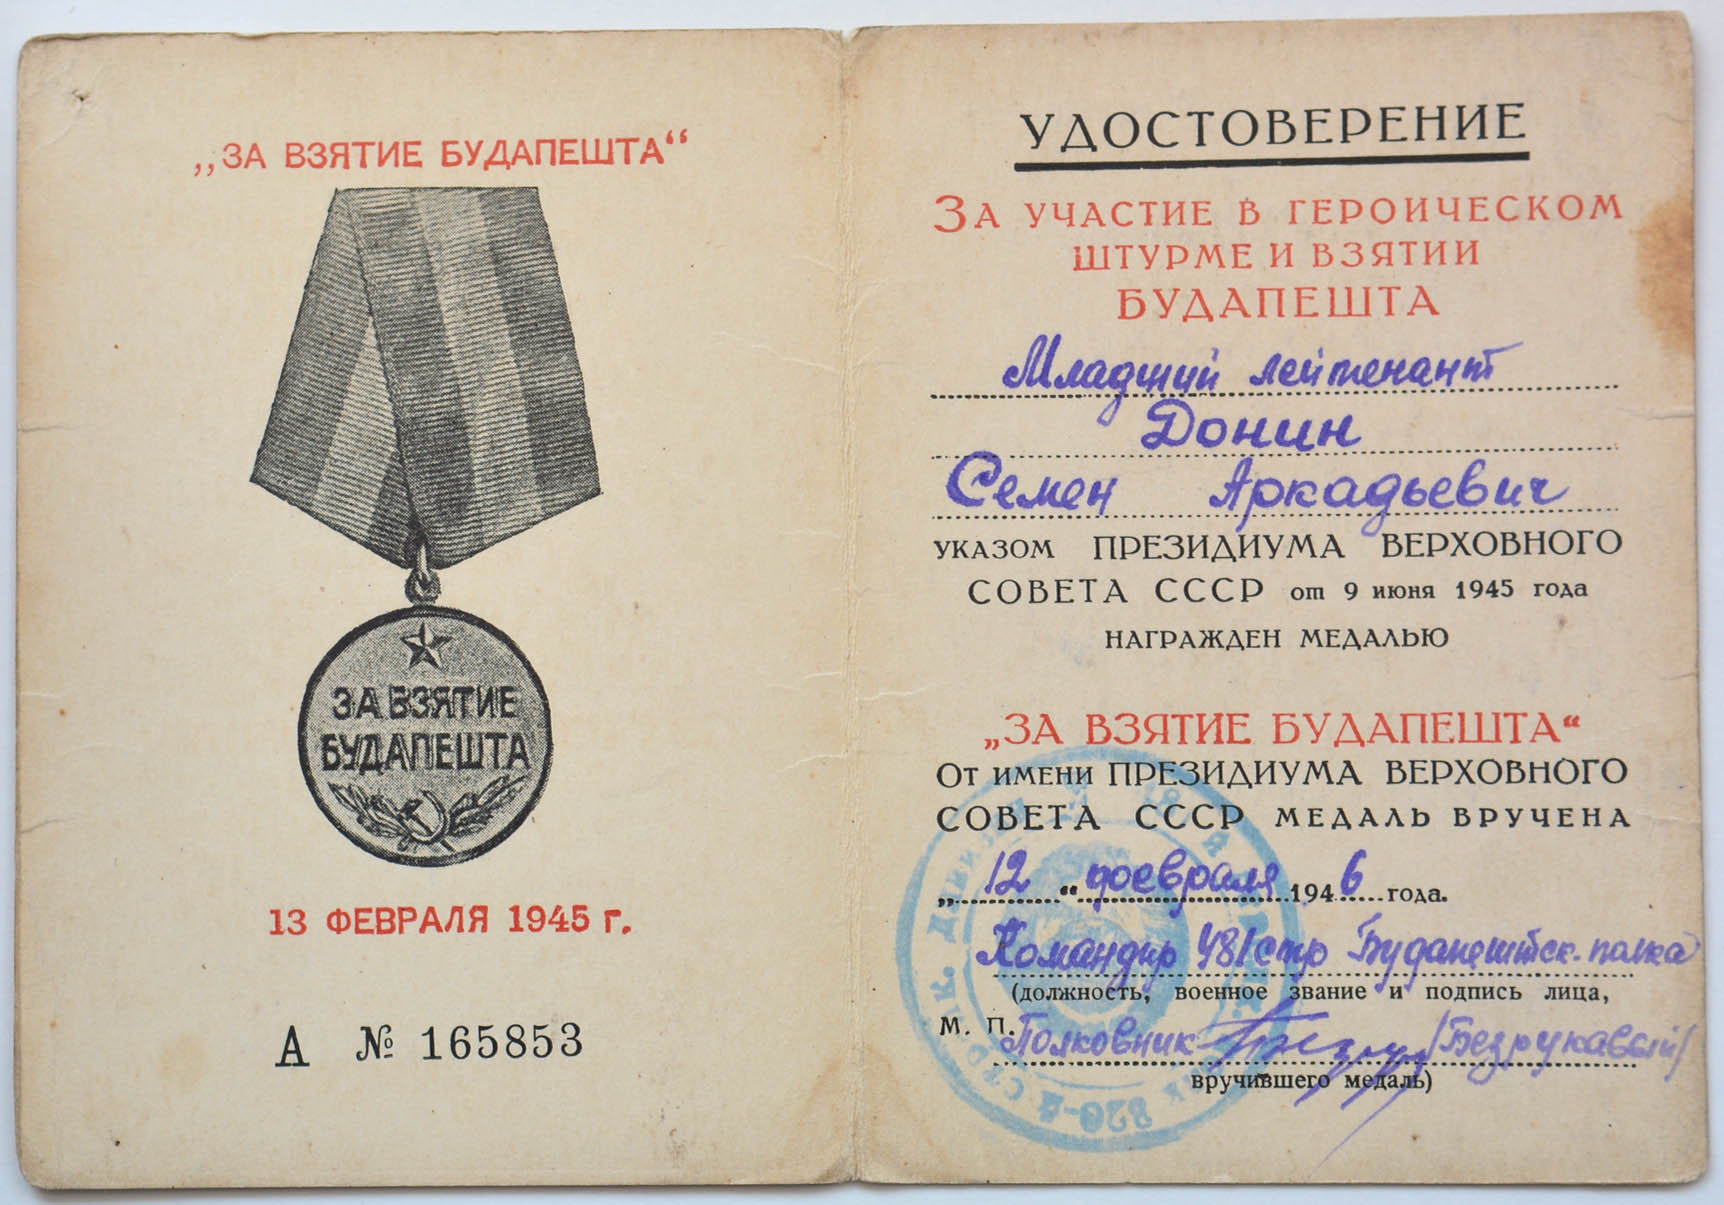 „ЗА ВЗЯТИЕ БУДАПЕШТА“
ЗА ВЗЯТИЕ
БУДАПЕШТА
13 ФЕВРАЛЯ 1945 г.
А № 165853
УДОСТОВЕРЕНИЕ
ЗА УЧАСТИЕ В ГЕРОИЧЕСКОМ
ШТУРМЕ И ВЗЯТИИ
БУДАПЕШТА
Младший лейтенант
Донин
Семен Аркадьевич
УКАЗОМ ПРЕЗИДИУМА ВЕРХОВНОГО
СОВЕТА СССР от 9 июня 1945 года
НАГРАЖДЕН МЕДАЛЬЮ
„ЗА ВЗЯТИЕ БУДАПЕШТА“
ОТ ИМЕНИ ПРЕЗИДИУМА ВЕРХОВНОГО
СОВЕТА СССР МЕДАЛЬ ВРУЧЕНА
„12“ февраля 1946 года.
Командир 481 стр Будапештск. полка
(должность, военное звание и подпись лица,
М. П. Полковник /Безрукавый/
вручившего медаль)